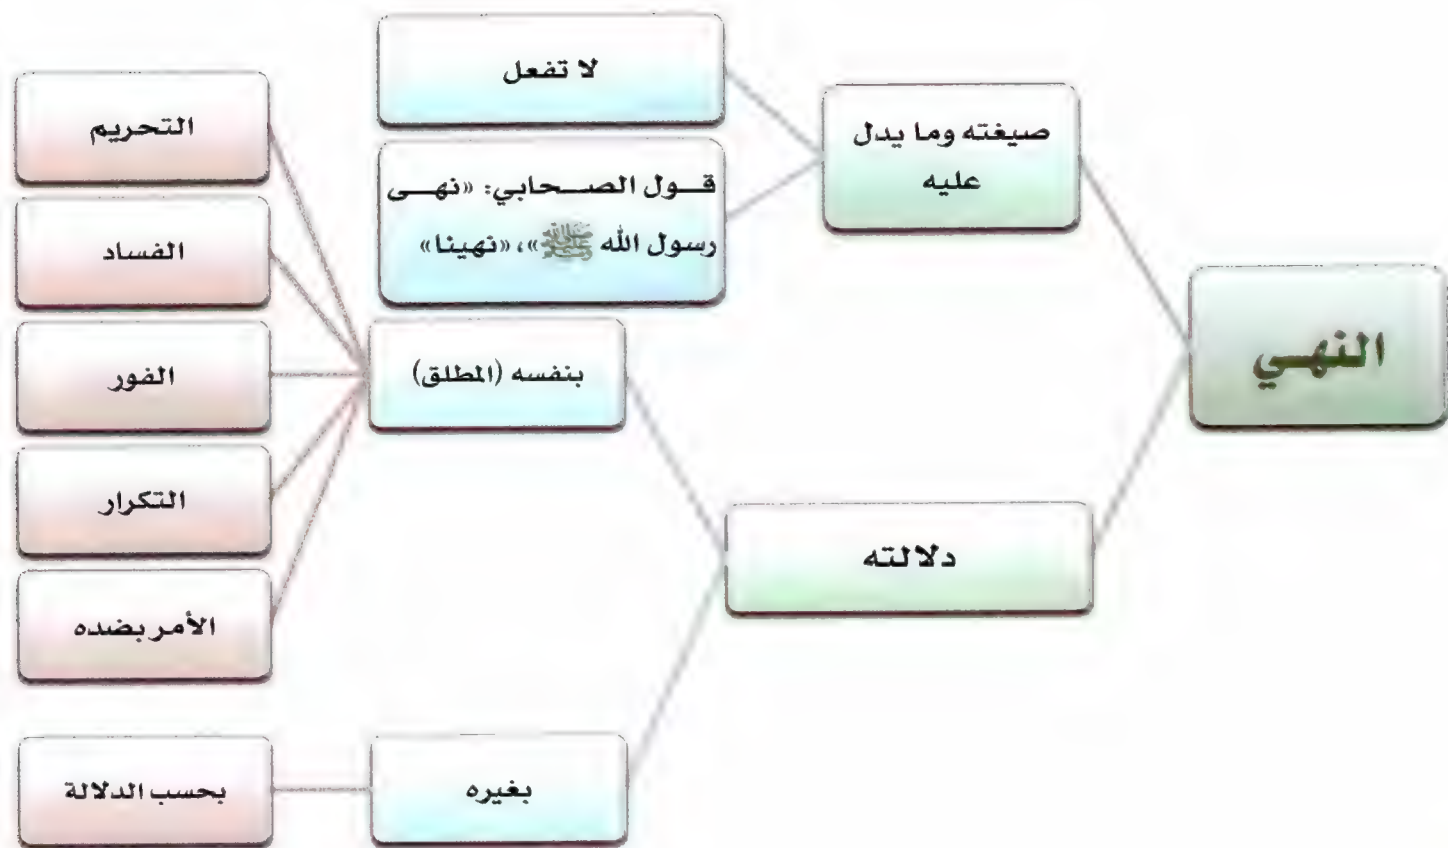 النهي
صيغته وما يدل
عليه
لا تفعل
قول الصحابي: «نهى
رسول الله ﷺ»، «نهينا»
دلالته
بنفسه (المطلق)
التحريم
الفساد
الفور
التكرار
الأمر بضده
بغيره
بحسب الدلالة